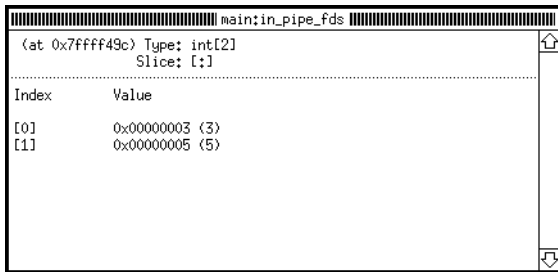 main:in_pipe_fds
(at 0x7ffff49c) Type: int[2]
Slice: [:]
Index Value
[0] 0x00000003 (3)
[1] 0x00000005 (5)